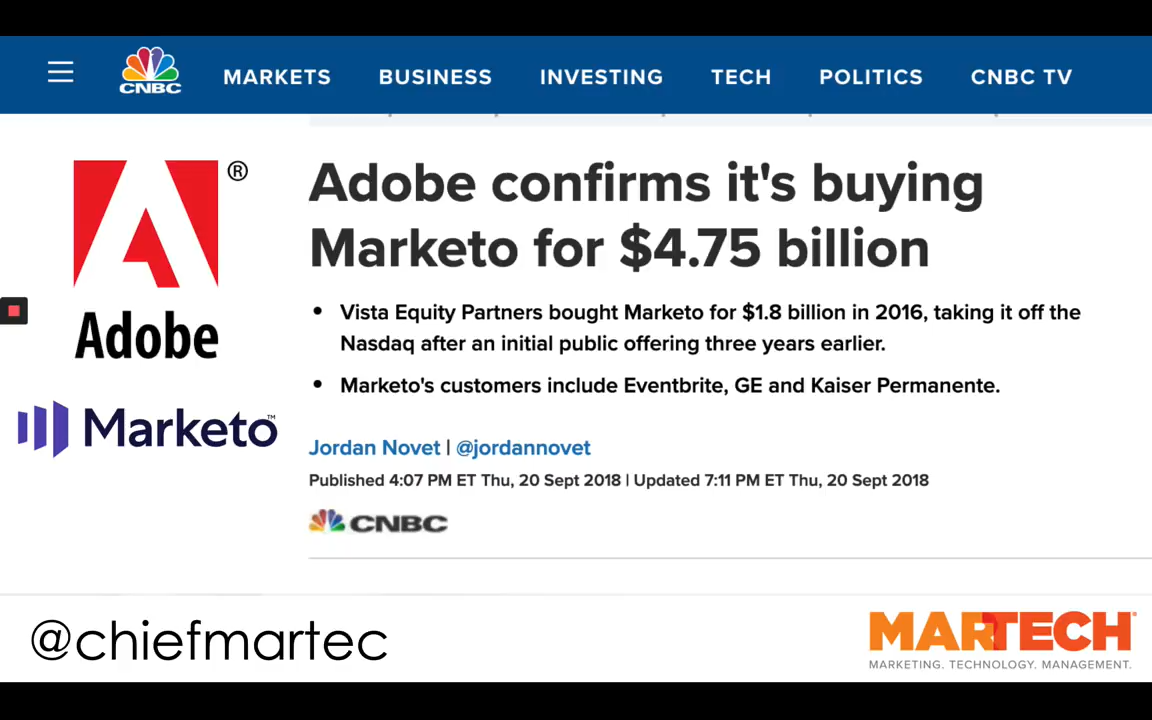 CNBC
MARKETS BUSINESS INVESTING TECH POLITICS CNBC TV
®
Adobe
Marketo™
Adobe confirms it's buying
Marketo for $4.75 billion
• Vista Equity Partners bought Marketo for $1.8 billion in 2016, taking it off the
Nasdaq after an initial public offering three years earlier.
• Marketo's customers include Eventbrite, GE and Kaiser Permanente.
Jordan Novet | @jordannovet
Published 4:07 PM ET Thu, 20 Sept 2018 | Updated 7:11 PM ET Thu, 20 Sept 2018
CNBC
@chiefmartec
MARTECH®
MARKETING. TECHNOLOGY. MANAGEMENT.